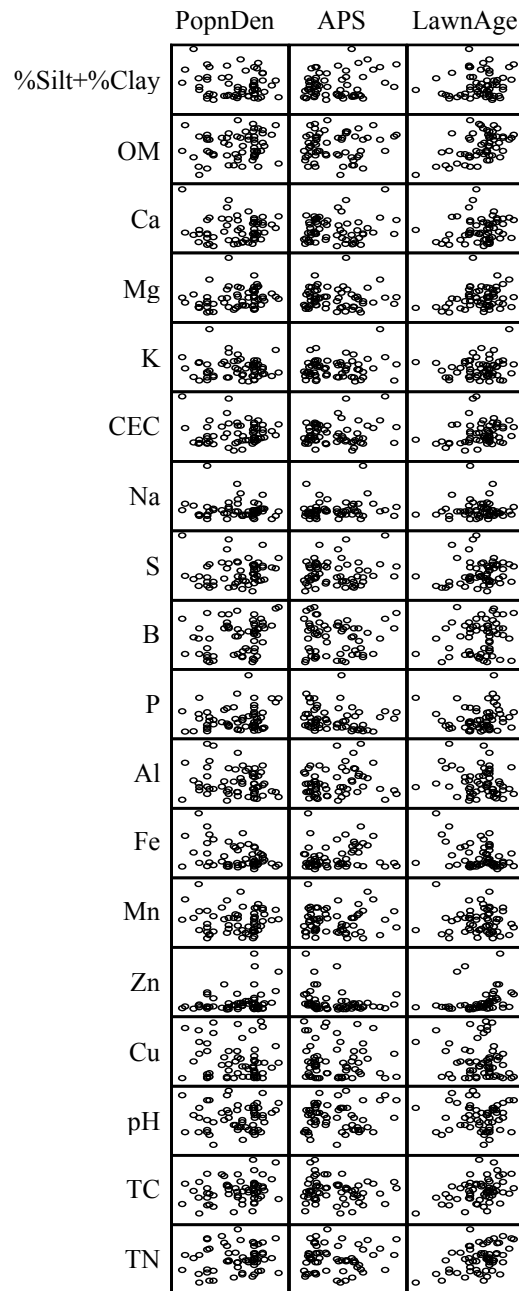 PopnDen APS LawnAge
%Silt+%Clay
OM
Ca
Mg
K
CEC
Na
S
B
P
Al
Fe
Mn
Zn
Cu
pH
TC
TN